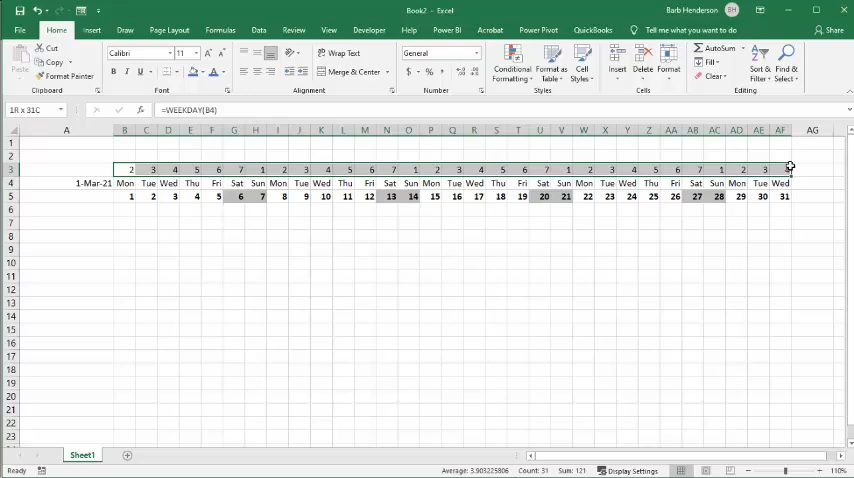 Book2 – Excel
Barb Henderson BH
File Home Insert Draw Page Layout Formulas Data Review View Developer Help Power BI Acrobat Power Pivot QuickBooks Tell me what you want to do Share
Cut
Copy
Format Painter
Paste
Clipboard
Calibri 11 A A
B I U A
Font
Wrap Text
Merge & Center
Alignment
General
$ % ,
Number
Conditional Formatting
Format as Table
Cell Styles
Styles
Insert Delete Format
Cells
AutoSum
Fill
Clear
Sort & Filter
Find & Select
Editing
1R x 31C fx =WEEKDAY(B4)
A B C D E F G H I J K L M N O P Q R S T U V W X Y Z AA AB AC AD AE AF AG
1
2
3 2 3 4 5 6 7 1 2 3 4 5 6 7 1 2 3 4 5 6 7 1 2 3 4 5 6 7 1 2 3 4
4 1-Mar-21 Mon Tue Wed Thu Fri Sat Sun Mon Tue Wed Thu Fri Sat Sun Mon Tue Wed Thu Fri Sat Sun Mon Tue Wed Thu Fri Sat Sun Mon Tue Wed
5 1 2 3 4 5 6 7 8 9 10 11 12 13 14 15 16 17 18 19 20 21 22 23 24 25 26 27 28 29 30 31
6
7
8
9
10
11
12
13
14
15
16
17
18
19
20
21
22
23
Sheet1
Ready Average: 3.903225806 Count: 31 Sum: 121 Display Settings 110%